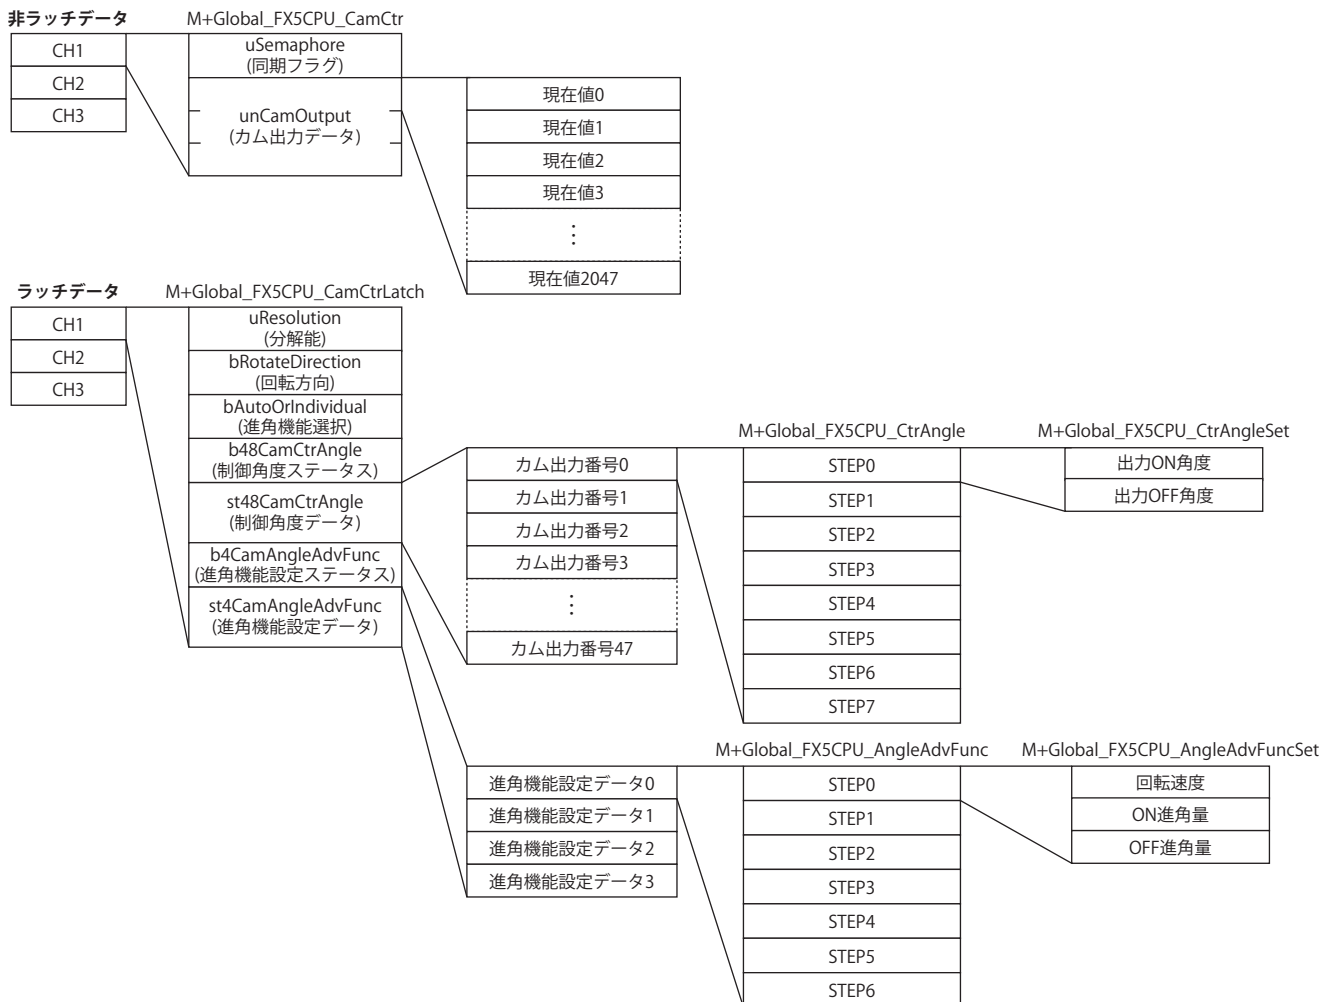 非ラッチデータ
M+Global_FX5CPU_CamCtr
CH1
CH2
CH3
uSemaphore
(同期フラグ)
unCamOutput
(カム出力データ)
現在値0
現在値1
現在値2
現在値3
⋮
現在値2047
ラッチデータ
M+Global_FX5CPU_CamCtrLatch
CH1
CH2
CH3
uResolution
(分解能)
bRotateDirection
(回転方向)
bAutoOrIndividual
(進角機能選択)
b48CamCtrAngle
(制御角度ステータス)
st48CamCtrAngle
(制御角度データ)
b4CamAngleAdvFunc
(進角機能設定ステータス)
st4CamAngleAdvFunc
(進角機能設定データ)
カム出力番号0
カム出力番号1
カム出力番号2
カム出力番号3
⋮
カム出力番号47
M+Global_FX5CPU_CtrAngle
STEP0
STEP1
STEP2
STEP3
STEP4
STEP5
STEP6
STEP7
M+Global_FX5CPU_CtrAngleSet
出力ON角度
出力OFF角度
進角機能設定データ0
進角機能設定データ1
進角機能設定データ2
進角機能設定データ3
M+Global_FX5CPU_AngleAdvFunc
STEP0
STEP1
STEP2
STEP3
STEP4
STEP5
STEP6
M+Global_FX5CPU_AngleAdvFuncSet
回転速度
ON進角量
OFF進角量